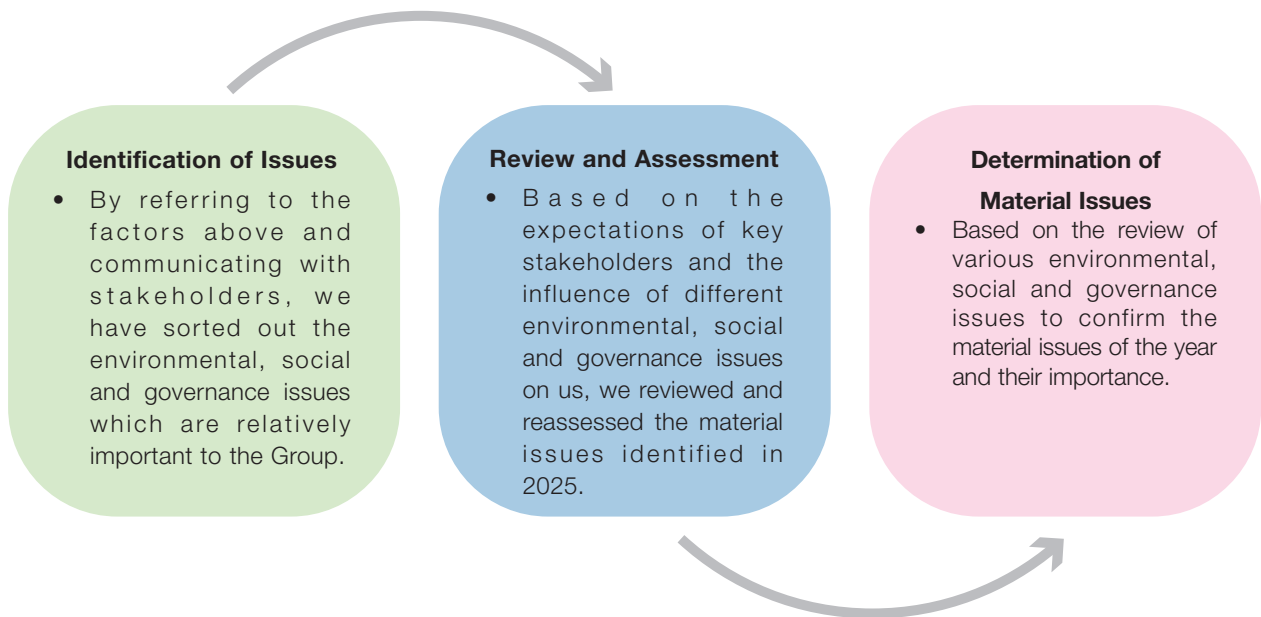 Identification of Issues
• By referring to the
factors above and
communicating with
stakeholders, we
have sorted out the
environmental, social
and governance issues
which are relatively
important to the Group.
Review and Assessment
• Based on the
expectations of key
stakeholders and the
influence of different
environmental, social
and governance issues
on us, we reviewed and
reassessed the material
issues identified in
2025.
Determination of
Material Issues
• Based on the review of
various environmental,
social and governance
issues to confirm the
material issues of the year
and their importance.